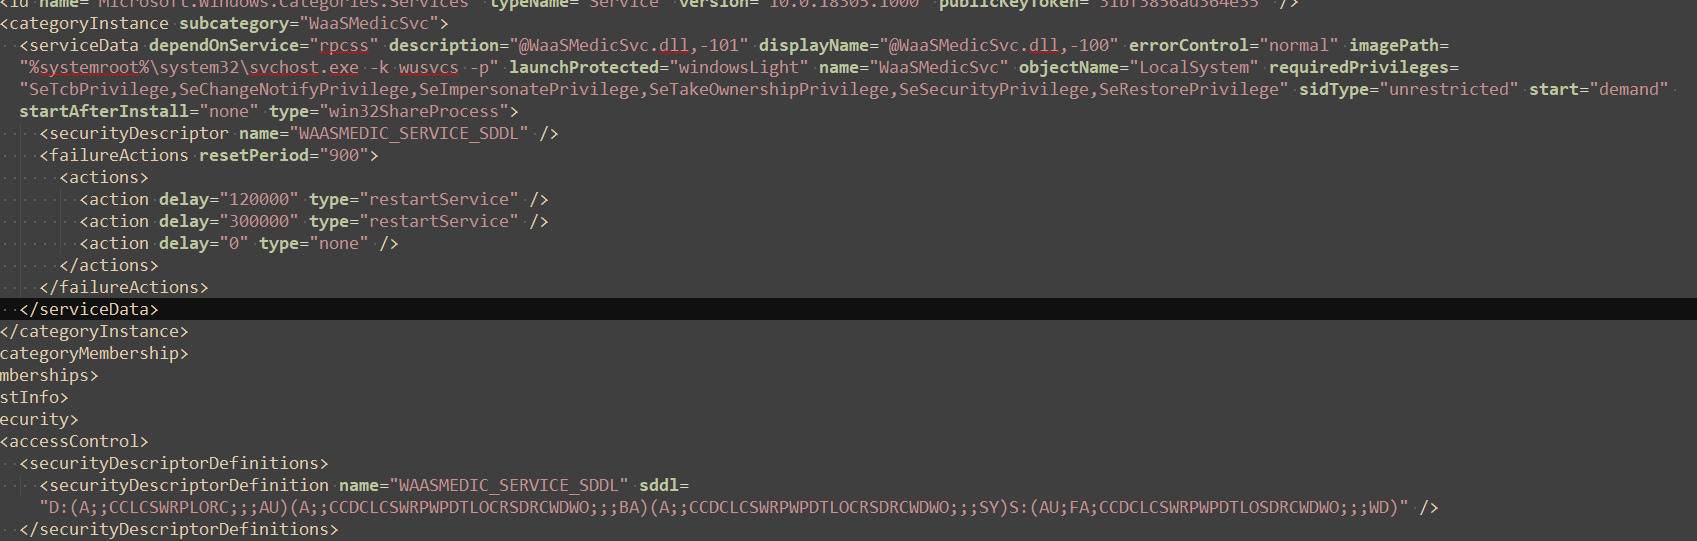 <id name="Microsoft.Windows.Categories.Services" typeName="Service" version="10.0.18305.1000" publicKeyToken="31bf3856ad364e35" />
<categoryInstance subcategory="WaaSMedicSvc">
<serviceData dependOnService="rpcss" description="@WaaSMedicSvc.dll,-101" displayName="@WaaSMedicSvc.dll,-100" errorControl="normal" imagePath=
"%systemroot%\system32\svchost.exe -k wusvcs -p" launchProtected="windowsLight" name="WaaSMedicSvc" objectName="LocalSystem" requiredPrivileges=
"SeTcbPrivilege,SeChangeNotifyPrivilege,SeImpersonatePrivilege,SeTakeOwnershipPrivilege,SeSecurityPrivilege,SeRestorePrivilege" sidType="unrestricted" start="demand"
startAfterInstall="none" type="win32ShareProcess">
<securityDescriptor name="WAASMEDIC_SERVICE_SDDL" />
<failureActions resetPeriod="900">
<actions>
<action delay="120000" type="restartService" />
<action delay="300000" type="restartService" />
<action delay="0" type="none" />
</actions>
</failureActions>
</serviceData>
</categoryInstance>
categoryMembership>
mberships>
stInfo>
ecurity>
<accessControl>
<securityDescriptorDefinitions>
<securityDescriptorDefinition name="WAASMEDIC_SERVICE_SDDL" sddl=
"D:(A;;CCLCSWRPLORC;;;AU)(A;;CCDCLCSWRPWPDTLOCRSDRCWDWO;;;BA)(A;;CCDCLCSWRPWPDTLOCRSDRCWDWO;;;SY)S:(AU;FA;CCDCLCSWRPWPDTLOSDRCWDWO;;;WD)" />
</securityDescriptorDefinitions>